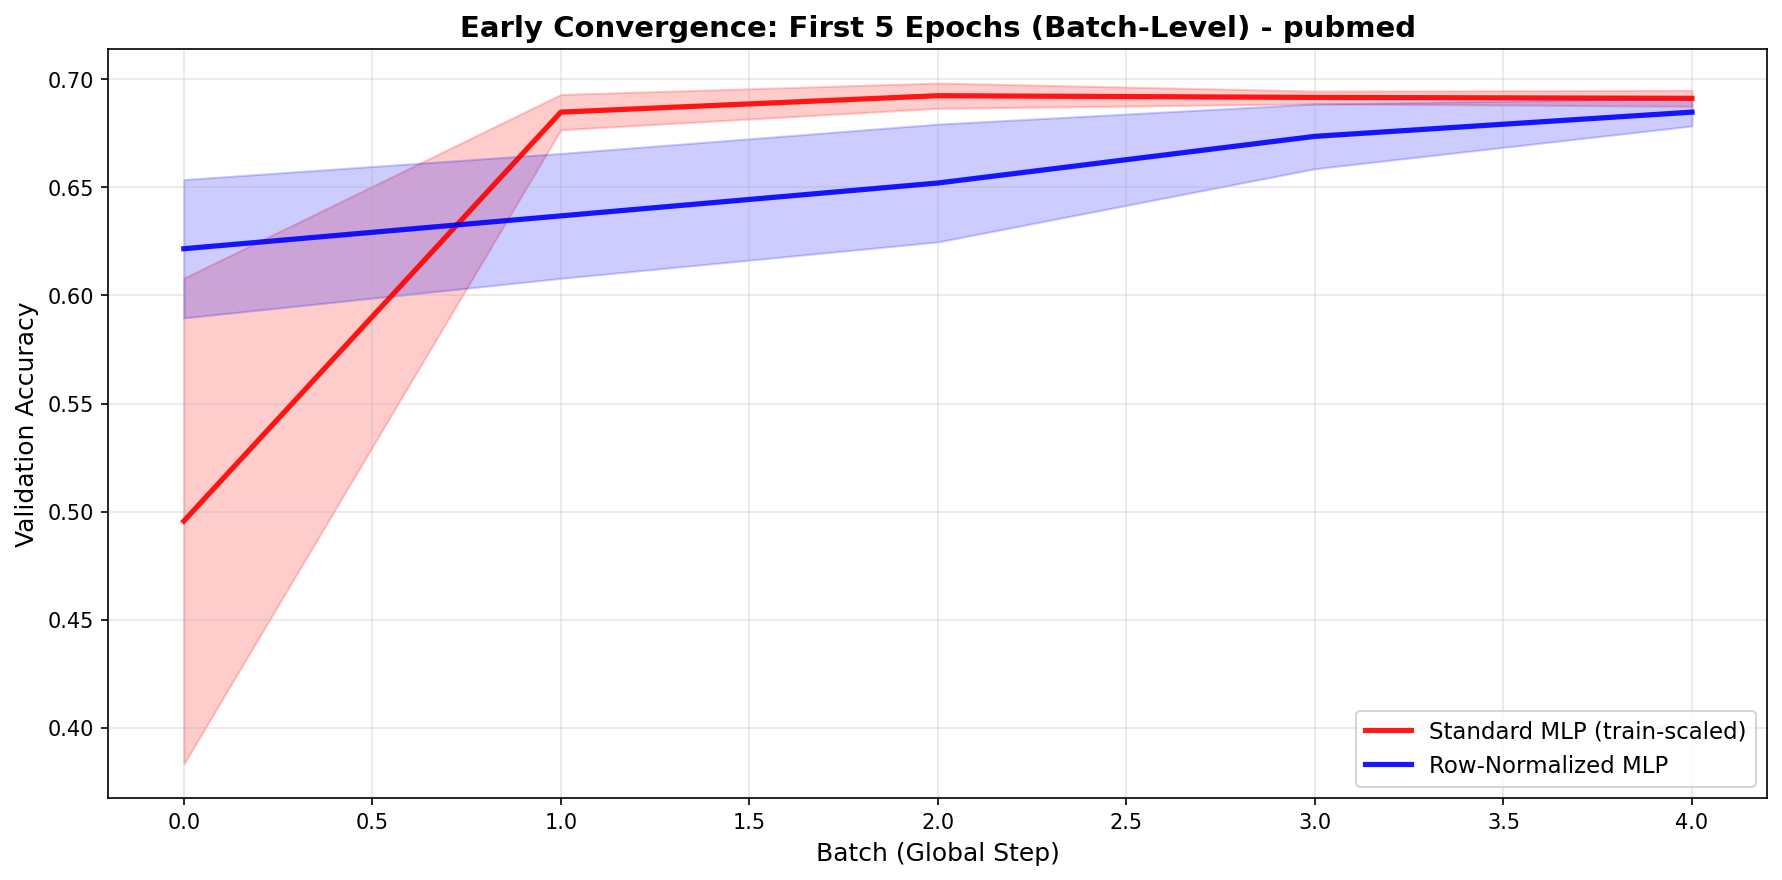 Early Convergence: First 5 Epochs (Batch-Level) - pubmed
Validation Accuracy
0.70
0.65
0.60
0.55
0.50
0.45
0.40
Standard MLP (train-scaled)
Row-Normalized MLP
0.0 0.5 1.0 1.5 2.0 2.5 3.0 3.5 4.0
Batch (Global Step)